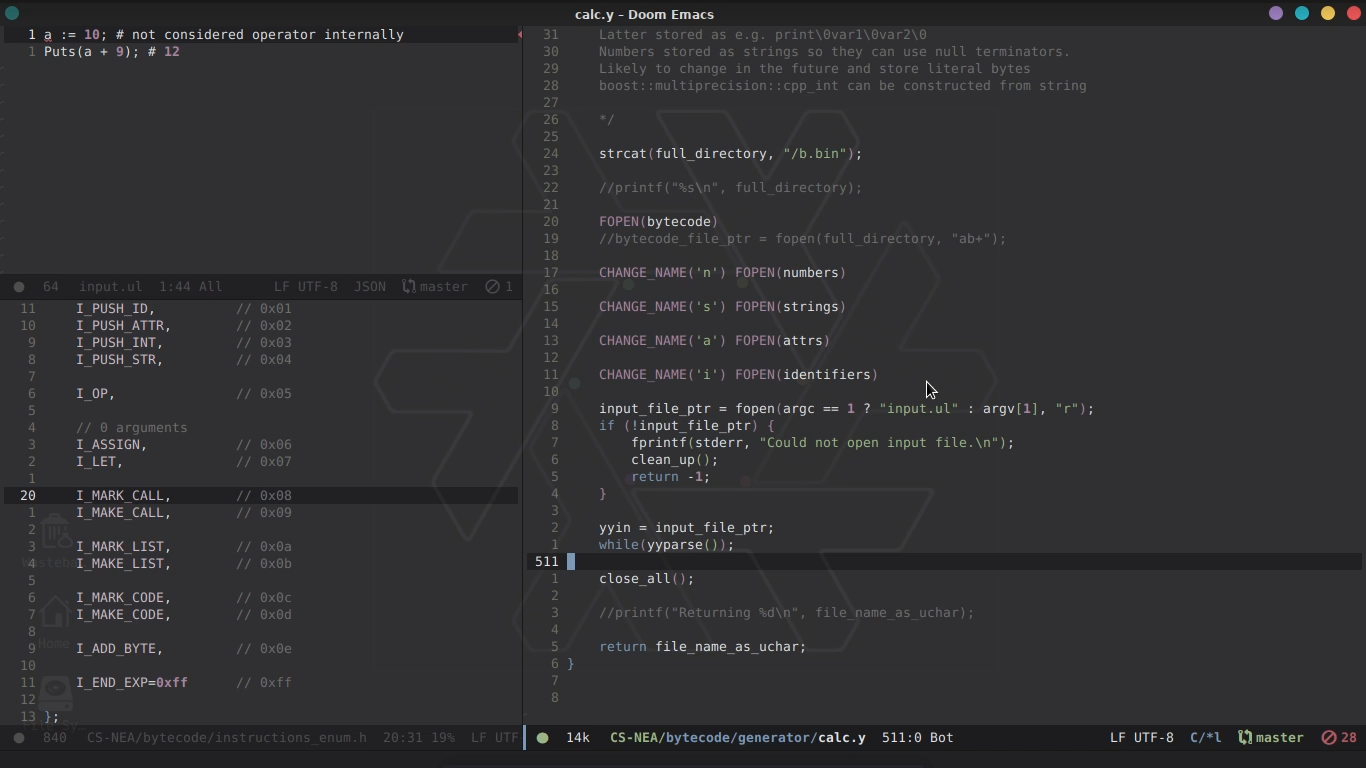 calc.y – Doom Emacs
1 a := 10; # not considered operator internally
1 Puts(a + 9); # 12
64 input.ul 1:44 All LF UTF-8 JSON master 1
11 I_PUSH_ID, // 0x01
10 I_PUSH_ATTR, // 0x02
9 I_PUSH_INT, // 0x03
8 I_PUSH_STR, // 0x04
7
6 I_OP, // 0x05
5
4 // 0 arguments
3 I_ASSIGN, // 0x06
2 I_LET, // 0x07
1
20 I_MARK_CALL, // 0x08
1 I_MAKE_CALL, // 0x09
2
3 I_MARK_LIST, // 0x0a
4 I_MAKE_LIST, // 0x0b
5
6 I_MARK_CODE, // 0x0c
7 I_MAKE_CODE, // 0x0d
8
9 I_ADD_BYTE, // 0x0e
10
11 I_END_EXP=0xff // 0xff
12
13 };
Home
840 CS-NEA/bytecode/instructions_enum.h 20:31 19% LF UTF
31 Latter stored as e.g. print\0var1\0var2\0
30 Numbers stored as strings so they can use null terminators.
29 Likely to change in the future and store literal bytes
28 boost::multiprecision::cpp_int can be constructed from string
27
26 */
25
24 strcat(full_directory, "/b.bin");
23
22 //printf("%s\n", full_directory);
21
20 FOPEN(bytecode)
19 //bytecode_file_ptr = fopen(full_directory, "ab+");
18
17 CHANGE_NAME('n') FOPEN(numbers)
16
15 CHANGE_NAME('s') FOPEN(strings)
14
13 CHANGE_NAME('a') FOPEN(attrs)
12
11 CHANGE_NAME('i') FOPEN(identifiers)
10
9 input_file_ptr = fopen(argc == 1 ? "input.ul" : argv[1], "r");
8 if (!input_file_ptr) {
7 fprintf(stderr, "Could not open input file.\n");
6 clean_up();
5 return -1;
4 }
3
2 yyin = input_file_ptr;
1 while(yyparse());
511
1 close_all();
2
3 //printf("Returning %d\n", file_name_as_uchar);
4
5 return file_name_as_uchar;
6 }
7
8
14k CS-NEA/bytecode/generator/calc.y 511:0 Bot LF UTF-8 C/*l master 28